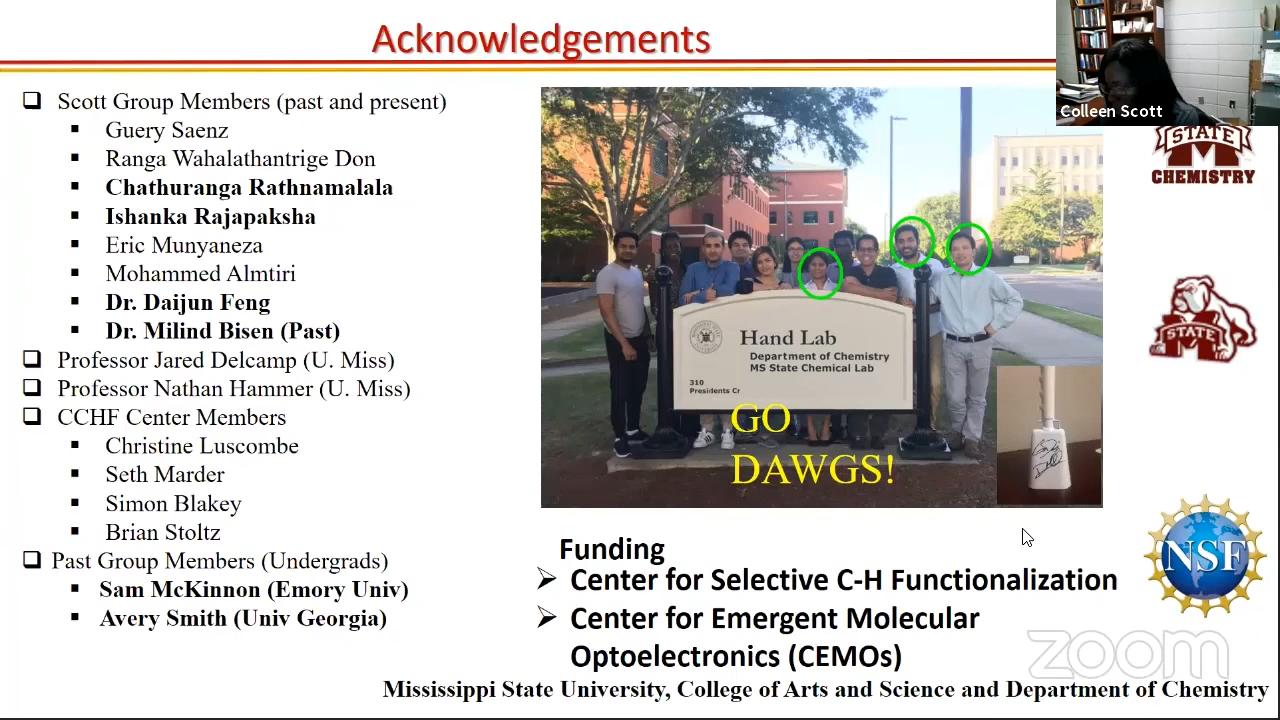 Acknowledgements
Colleen Scott
Scott Group Members (past and present)
Guery Saenz
Ranga Wahalathantrige Don
Chathuranga Rathnamalala
Ishanka Rajapaksha
Eric Munyaneza
Mohammed Almtiri
Dr. Daijun Feng
Dr. Milind Bisen (Past)
Professor Jared Delcamp (U. Miss)
Professor Nathan Hammer (U. Miss)
CCHF Center Members
Christine Luscombe
Seth Marder
Simon Blakey
Brian Stoltz
Past Group Members (Undergrads)
Sam McKinnon (Emory Univ)
Avery Smith (Univ Georgia)
Hand Lab
Department of Chemistry
MS State Chemical Lab
310
Presidents Cr
GO
DAWGS!
STATE
CHEMISTRY
STATE
NSF
Funding
Center for Selective C-H Functionalization
Center for Emergent Molecular
Optoelectronics (CEMOs)
zoom
Mississippi State University, College of Arts and Science and Department of Chemistry